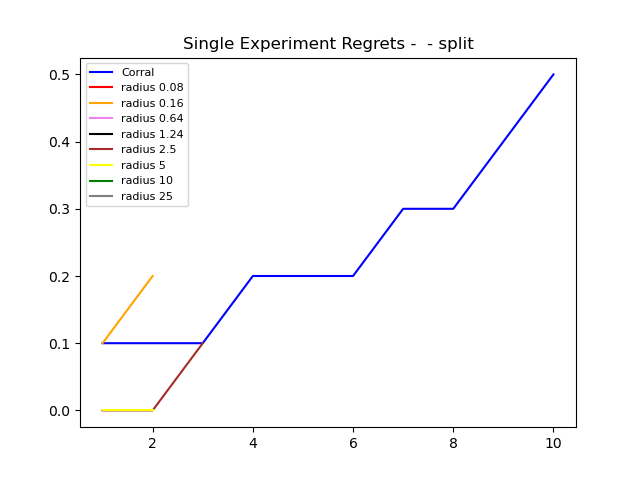 Single Experiment Regrets -  - split
Corral
radius 0.08
radius 0.16
radius 0.64
radius 1.24
radius 2.5
radius 5
radius 10
radius 25
0.5
0.4
0.3
0.2
0.1
0.0
2 4 6 8 10